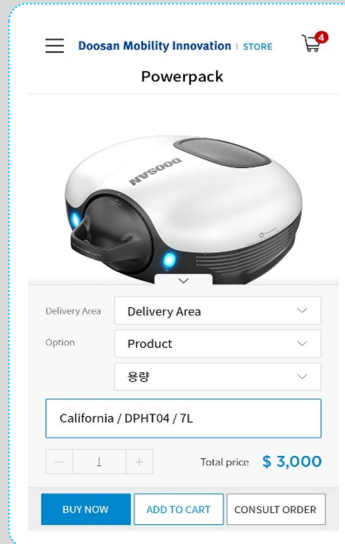 Doosan Mobility Innovation | STORE
4
Powerpack
DOOSAN
Delivery Area
Delivery Area
Option
Product
용량
California / DPHT04 / 7L
— 1 +
Total price $ 3,000
BUY NOW
ADD TO CART
CONSULT ORDER